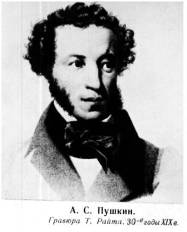 А. С. Пушкин.
Гравюра Т. Райта. 30-е годы XIX в.